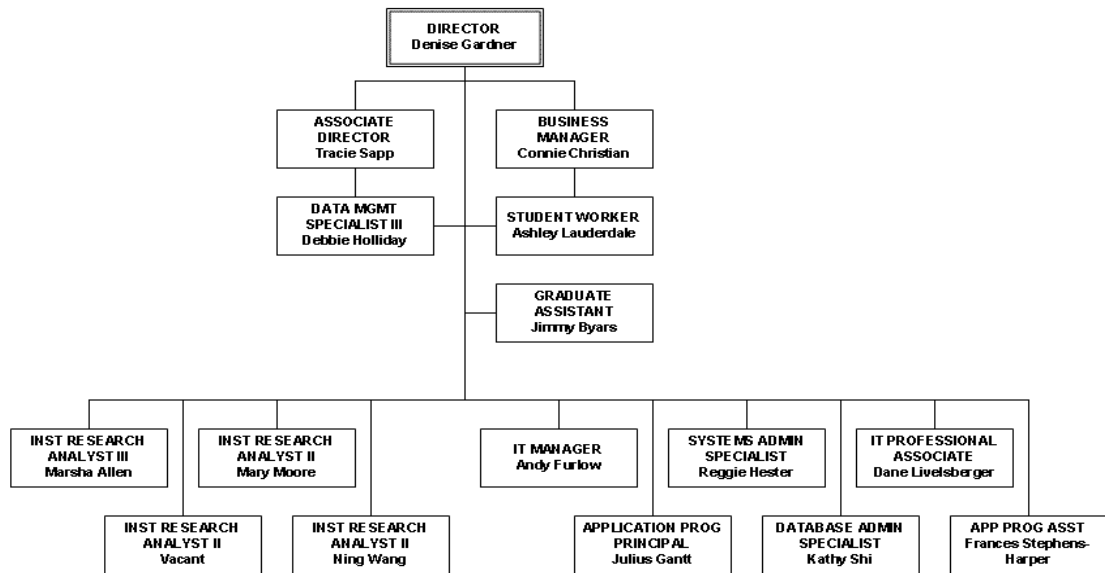 DIRECTOR
Denise Gardner
ASSOCIATE
DIRECTOR
Tracie Sapp
BUSINESS
MANAGER
Connie Christian
DATA MGMT
SPECIALIST III
Debbie Holliday
STUDENT WORKER
Ashley Lauderdale
GRADUATE
ASSISTANT
Jimmy Byars
INST RESEARCH
ANALYST III
Marsha Allen
INST RESEARCH
ANALYST II
Mary Moore
IT MANAGER
Andy Furlow
SYSTEMS ADMIN
SPECIALIST
Reggie Hester
IT PROFESSIONAL
ASSOCIATE
Dane Livelsberger
INST RESEARCH
ANALYST II
Vacant
INST RESEARCH
ANALYST II
Ning Wang
APPLICATION PROG
PRINCIPAL
Julius Gantt
DATABASE ADMIN
SPECIALIST
Kathy Shi
APP PROG ASST
Frances Stephens-
Harper